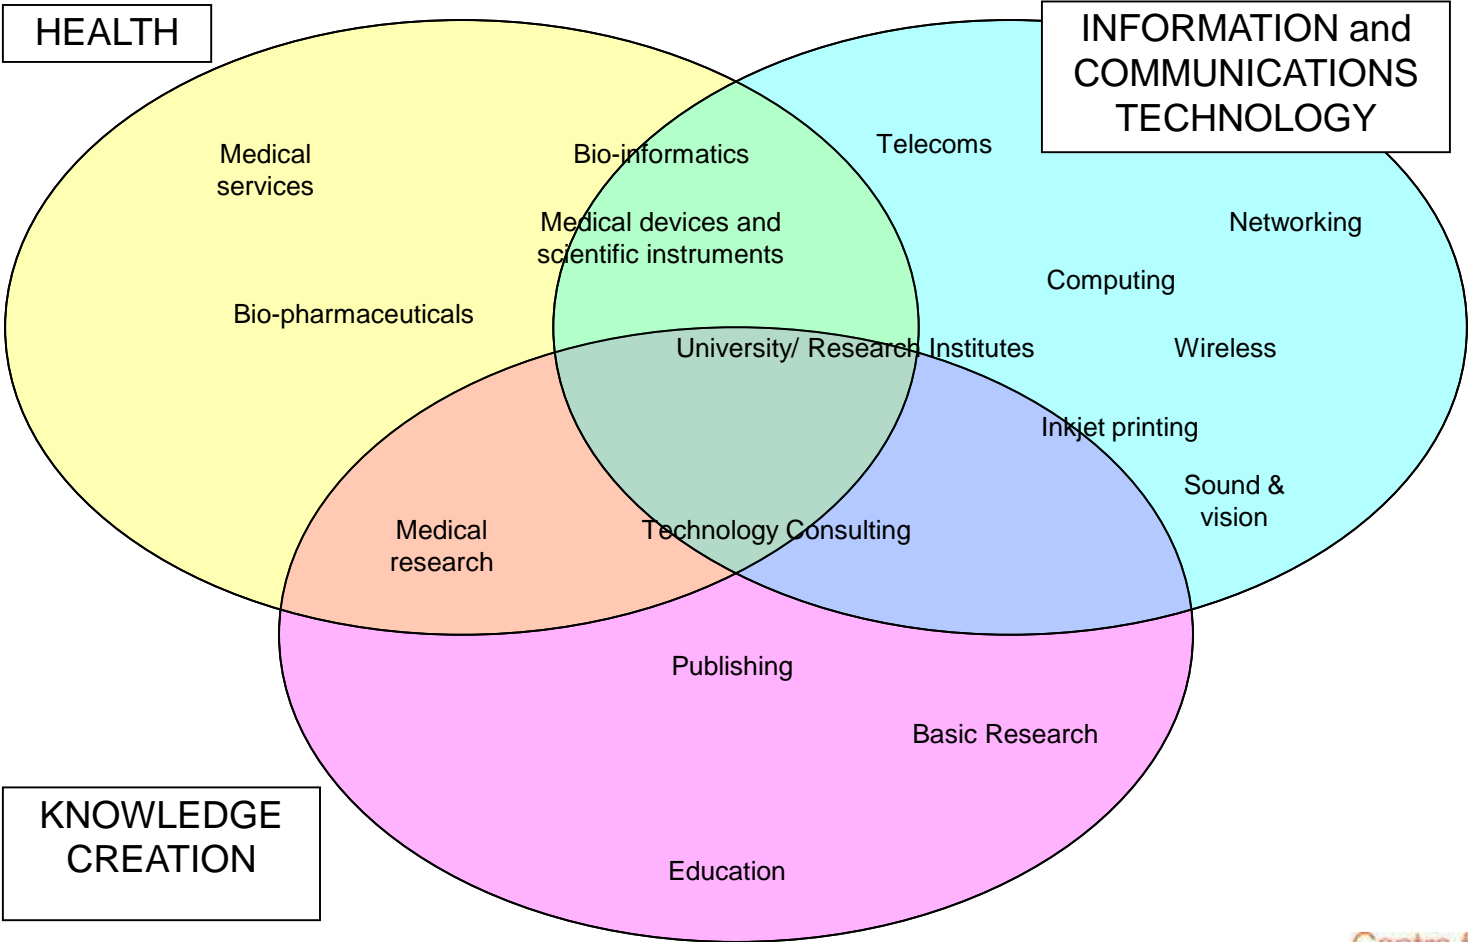 HEALTH
INFORMATION and
COMMUNICATIONS
TECHNOLOGY
Telecoms
Medical
services
Bio-informatics
Medical devices and
scientific instruments
Networking
Computing
Bio-pharmaceuticals
University/ Research Institutes
Wireless
Inkjet printing
Sound &
vision
Medical
research
Technology Consulting
Publishing
Basic Research
KNOWLEDGE
CREATION
Education